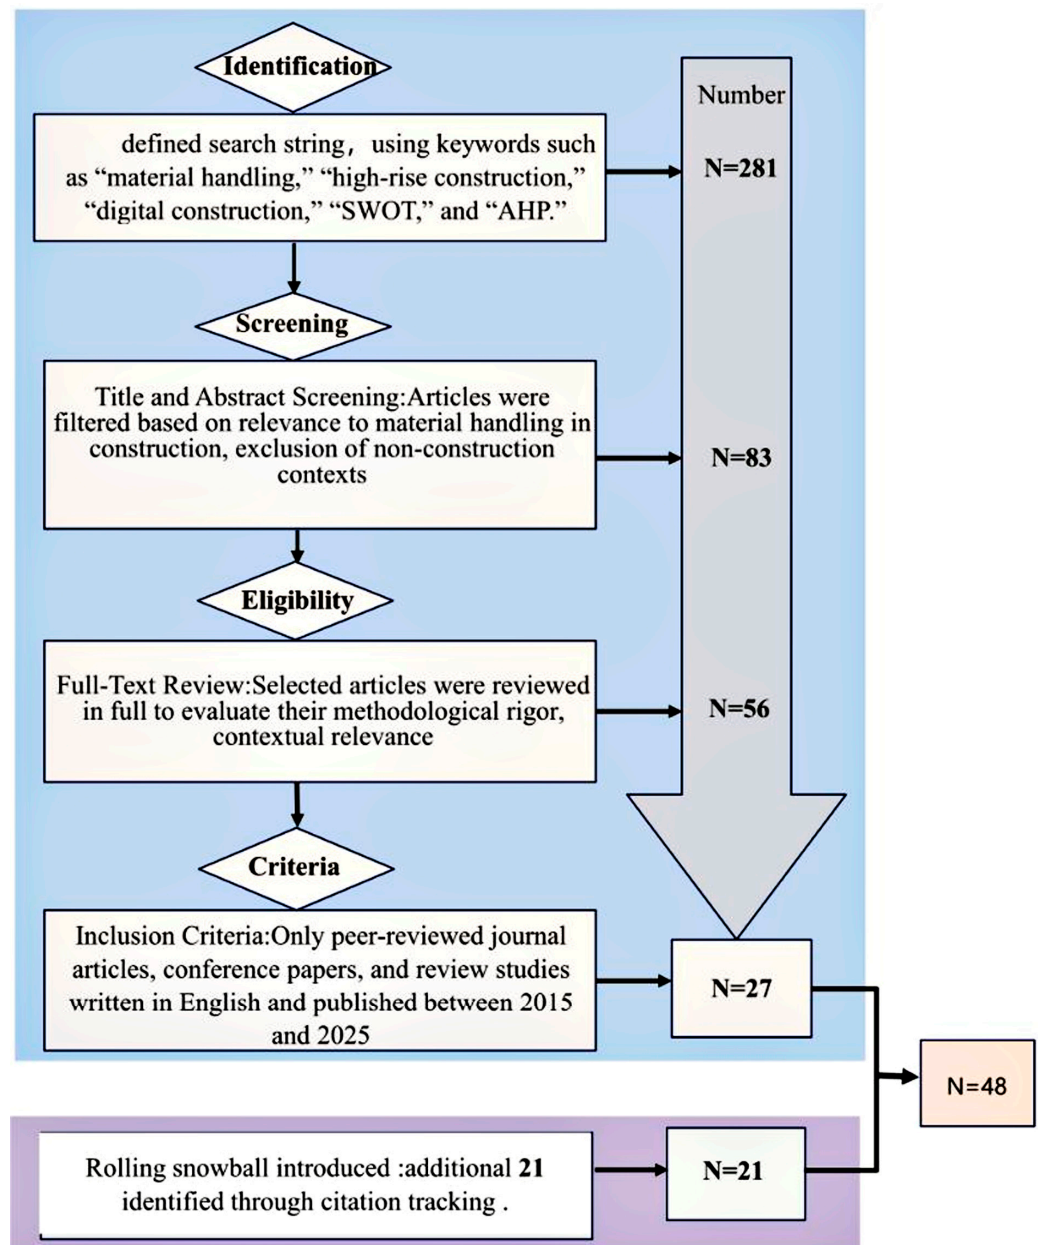 Identification
Number
defined search string, using keywords such
as “material handling,” “high-rise construction,”
“digital construction,” “SWOT,” and “AHP.”
N=281
Screening
Title and Abstract Screening:Articles were
filtered based on relevance to material handling in
construction, exclusion of non-construction
contexts
N=83
Eligibility
Full-Text Review:Selected articles were reviewed
in full to evaluate their methodological rigor,
contextual relevance
N=56
Criteria
Inclusion Criteria:Only peer-reviewed journal
articles, conference papers, and review studies
written in English and published between 2015
and 2025
N=27
N=48
Rolling snowball introduced :additional 21
identified through citation tracking .
N=21